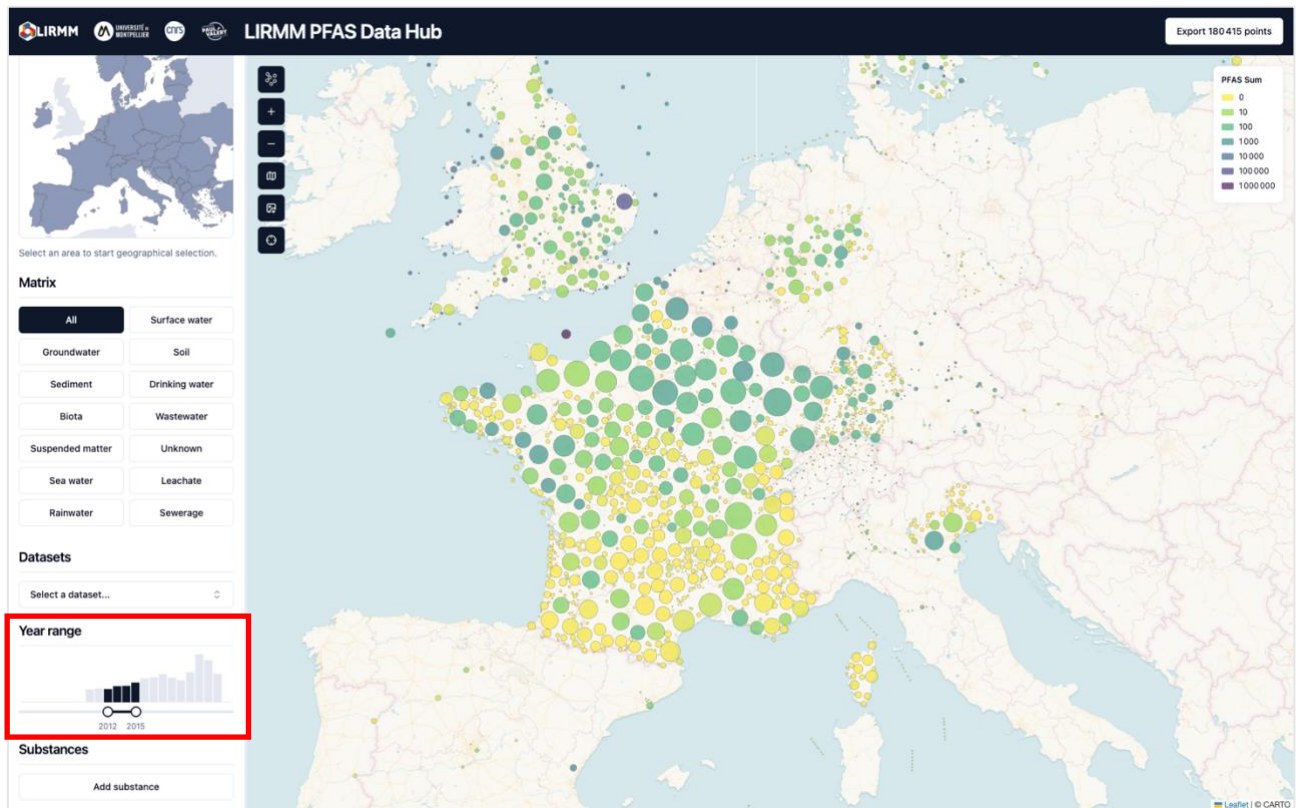 LIRMM
UNIVERSITÉ DE
MONTPELLIER
cnrs
PAUL
VALÉRY
LIRMM PFAS Data Hub
Export 180 415 points
Select an area to start geographical selection.
Matrix
All
Surface water
Groundwater
Soil
Sediment
Drinking water
Biota
Wastewater
Suspended matter
Unknown
Sea water
Leachate
Rainwater
Sewerage
Datasets
Select a dataset...
Year range
2012 2015
Substances
Add substance
PFAS Sum
0
10
100
1 000
10 000
100 000
1 000 000
Leaflet | © CARTO